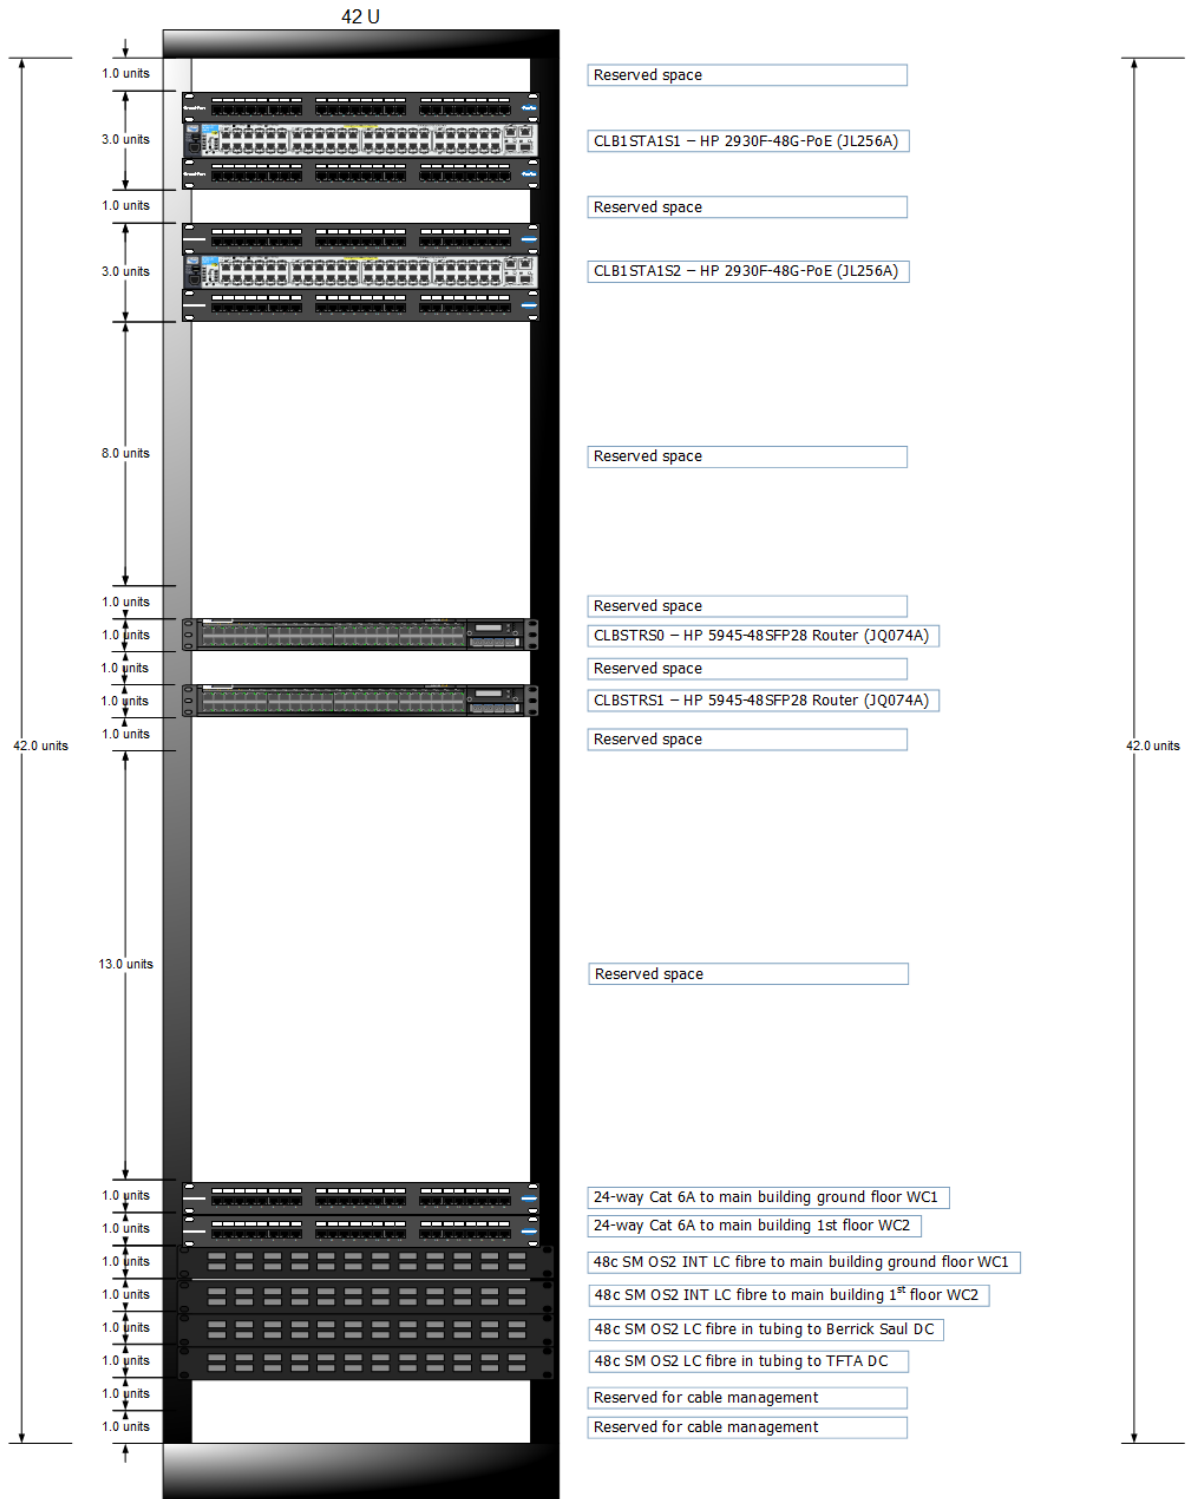 42 U
1.0 units
Reserved space
3.0 units
CLB1STA1S1 – HP 2930F-48G-PoE (JL256A)
1.0 units
Reserved space
3.0 units
CLB1STA1S2 – HP 2930F-48G-PoE (JL256A)
8.0 units
Reserved space
1.0 units
Reserved space
1.0 units
CLBSTRS0 – HP 5945-48SFP28 Router (JQ074A)
1.0 units
Reserved space
1.0 units
CLBSTRS1 – HP 5945-48SFP28 Router (JQ074A)
1.0 units
Reserved space
42.0 units
42.0 units
13.0 units
Reserved space
1.0 units
24-way Cat 6A to main building ground floor WC1
1.0 units
24-way Cat 6A to main building 1st floor WC2
1.0 units
48c SM OS2 INT LC fibre to main building ground floor WC1
1.0 units
48c SM OS2 INT LC fibre to main building 1st floor WC2
1.0 units
48c SM OS2 LC fibre in tubing to Berrick Saul DC
1.0 units
48c SM OS2 LC fibre in tubing to TFTA DC
1.0 units
Reserved for cable management
1.0 units
Reserved for cable management